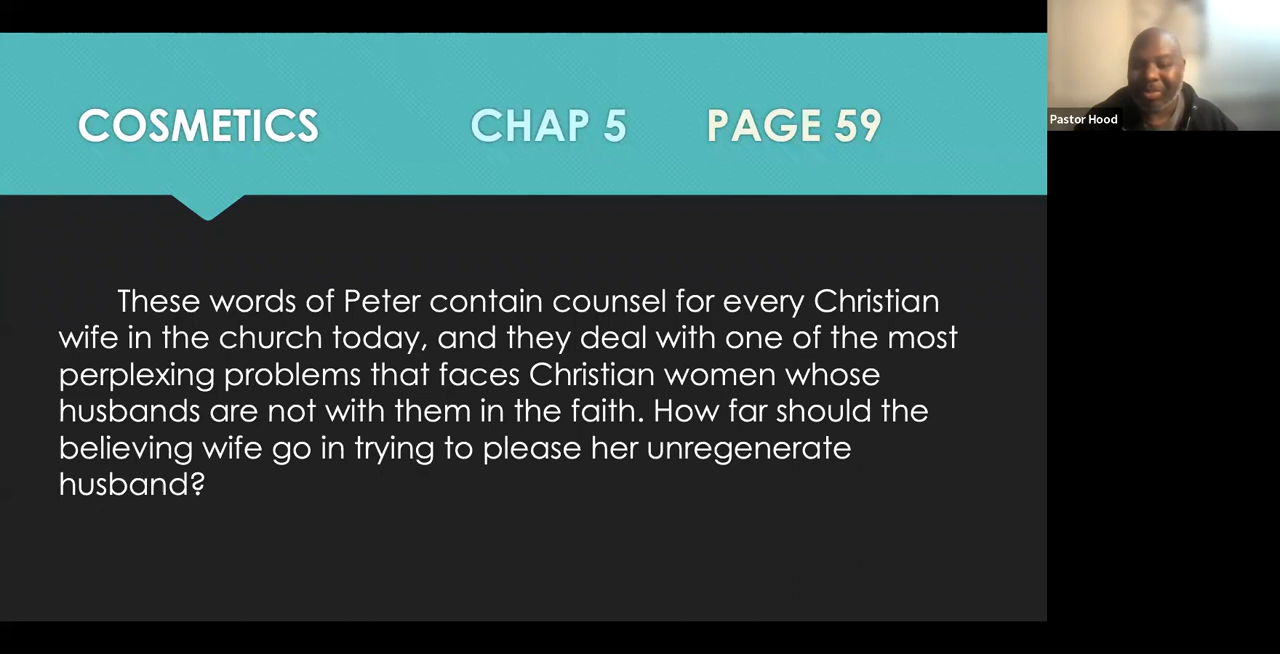 COSMETICS CHAP 5 PAGE 59
Pastor Hood
These words of Peter contain counsel for every Christian
wife in the church today, and they deal with one of the most
perplexing problems that faces Christian women whose
husbands are not with them in the faith. How far should the
believing wife go in trying to please her unregenerate
husband?